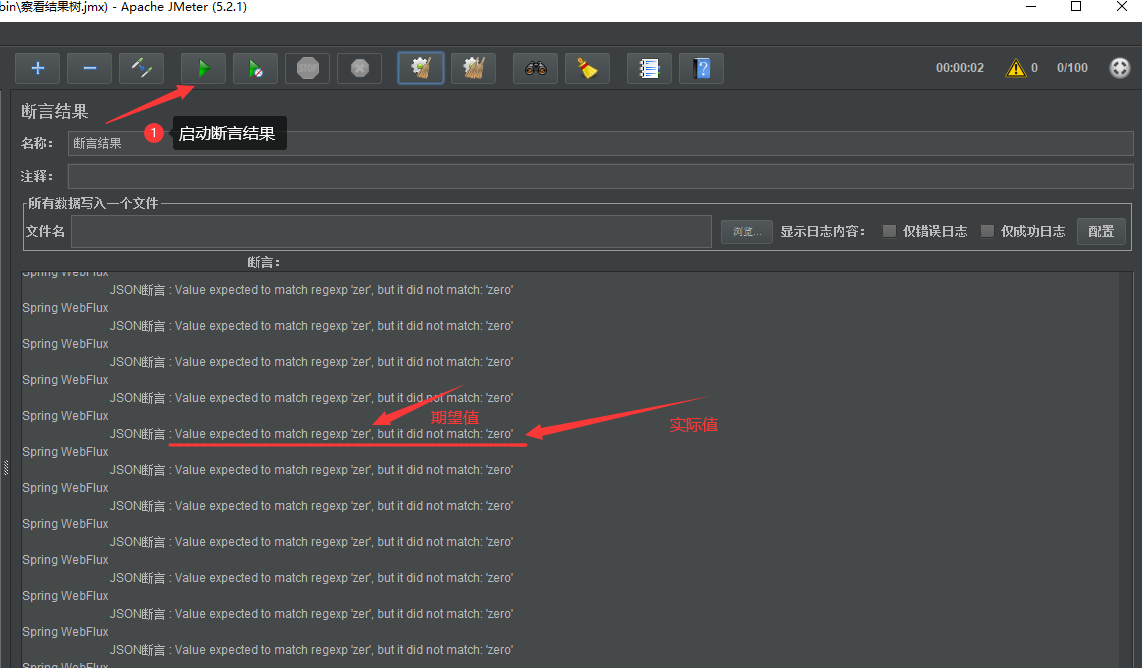 bin\察看结果树.jmx) - Apache JMeter (5.2.1)
STOP
00:00:02
0
0/100
断言结果
1
启动断言结果
名称：
断言结果
注释：
所有数据写入一个文件
文件名
浏览...
显示日志内容：
仅错误日志
仅成功日志
配置
断言：
Spring WebFlux
JSON断言 : Value expected to match regexp 'zer', but it did not match: 'zero'
Spring WebFlux
JSON断言 : Value expected to match regexp 'zer', but it did not match: 'zero'
Spring WebFlux
JSON断言 : Value expected to match regexp 'zer', but it did not match: 'zero'
Spring WebFlux
JSON断言 : Value expected to match regexp 'zer', but it did not match: 'zero'
Spring WebFlux
期望值
实际值
JSON断言 : Value expected to match regexp 'zer', but it did not match: 'zero'
Spring WebFlux
JSON断言 : Value expected to match regexp 'zer', but it did not match: 'zero'
Spring WebFlux
JSON断言 : Value expected to match regexp 'zer', but it did not match: 'zero'
Spring WebFlux
JSON断言 : Value expected to match regexp 'zer', but it did not match: 'zero'
Spring WebFlux
JSON断言 : Value expected to match regexp 'zer', but it did not match: 'zero'
Spring WebFlux
JSON断言 : Value expected to match regexp 'zer', but it did not match: 'zero'
Spring WebFlux
JSON断言 : Value expected to match regexp 'zer', but it did not match: 'zero'
Spring WebFlux